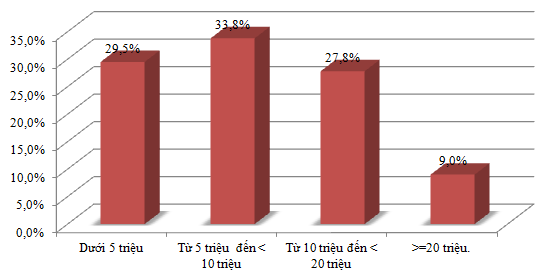 33,8%
29,5%
27,8%
9,0%
35,0%
30,0%
25,0%
20,0%
15,0%
10,0%
5,0%
0,0%
Dưới 5 triệu
Từ 5 triệu đến <
10 triệu
Từ 10 triệu đến <
20 triệu
>=20 triệu.